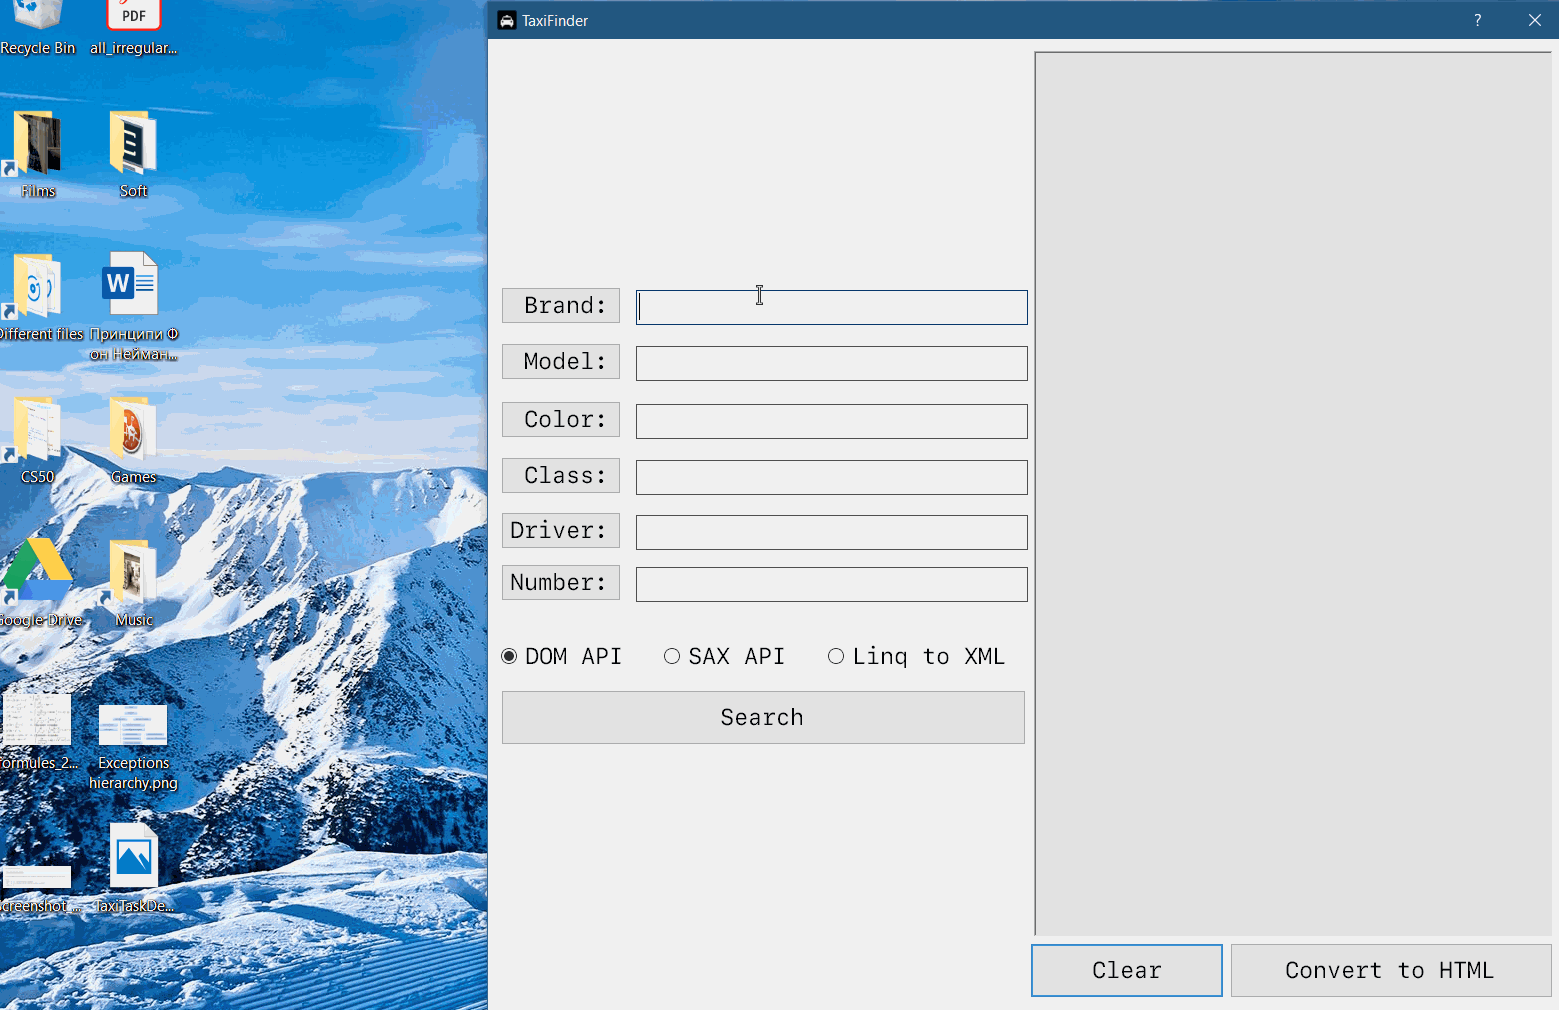 PDF
Recycle Bin
all_irregular...
TaxiFinder
?
Films
Soft
Different files
W
Принципи Ф
он Нейман...
CS50
Games
Google Drive
Music
ormules_2...
Exceptions
hierarchy.png
creenshot_...
TaxiTaskDe...
Brand:
Model:
Color:
Class:
Driver:
Number:
DOM API
SAX API
Linq to XML
Search
Clear
Convert to HTML